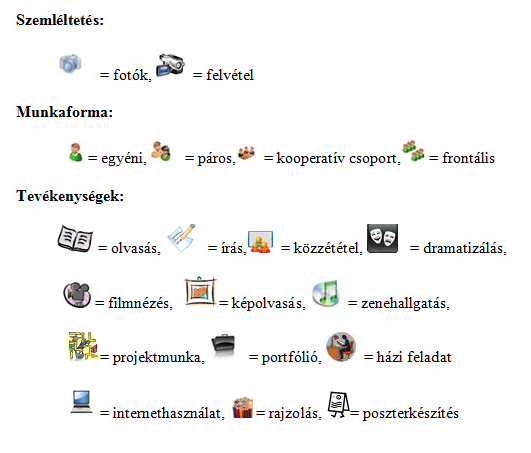 Szemléltetés:
= fotók, = felvétel
Munkaforma:
= egyéni, = páros, = kooperatív csoport, = frontális
Tevékenységek:
= olvasás, = írás, = közzététel, = dramatizálás,
= filmnézés, = képolvasás, = zenehallgatás,
= projektmunka, = portfólió, = házi feladat
= internethasználat, = rajzolás, = poszterkészítés